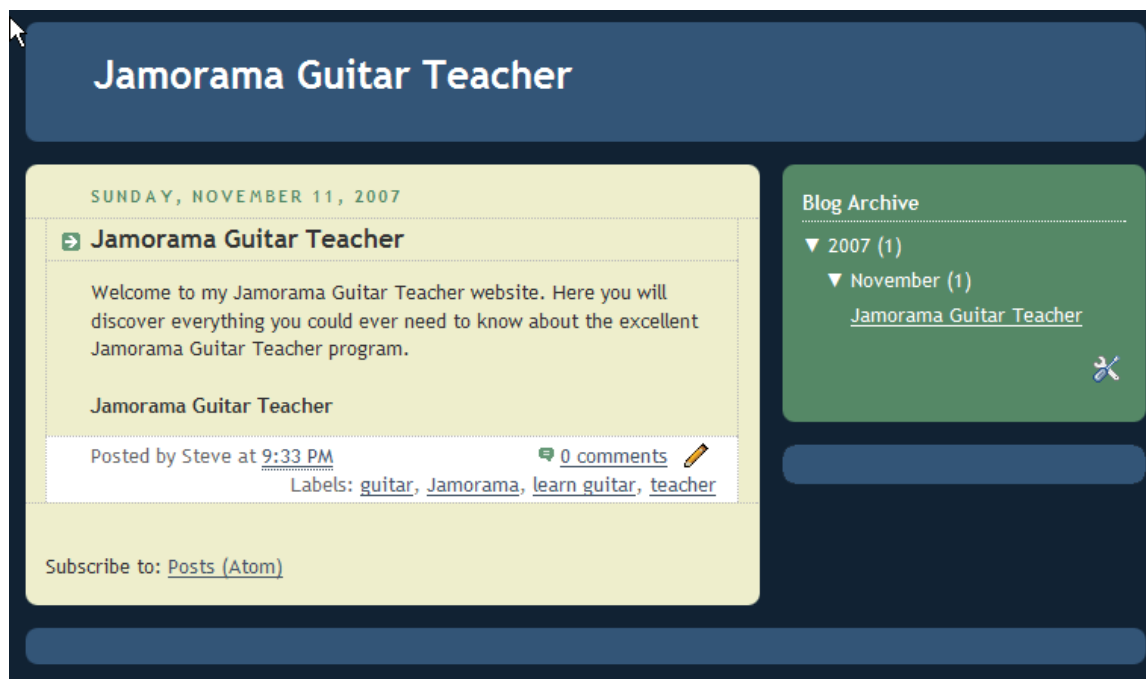 Jamorama Guitar Teacher
SUNDAY, NOVEMBER 11, 2007
Jamorama Guitar Teacher
Welcome to my Jamorama Guitar Teacher website. Here you will
discover everything you could ever need to know about the excellent
Jamorama Guitar Teacher program.
Jamorama Guitar Teacher
Posted by Steve at 9:33 PM 0 comments
Labels: guitar, Jamorama, learn guitar, teacher
Subscribe to: Posts (Atom)
Blog Archive
▼ 2007 (1)
▼ November (1)
Jamorama Guitar Teacher